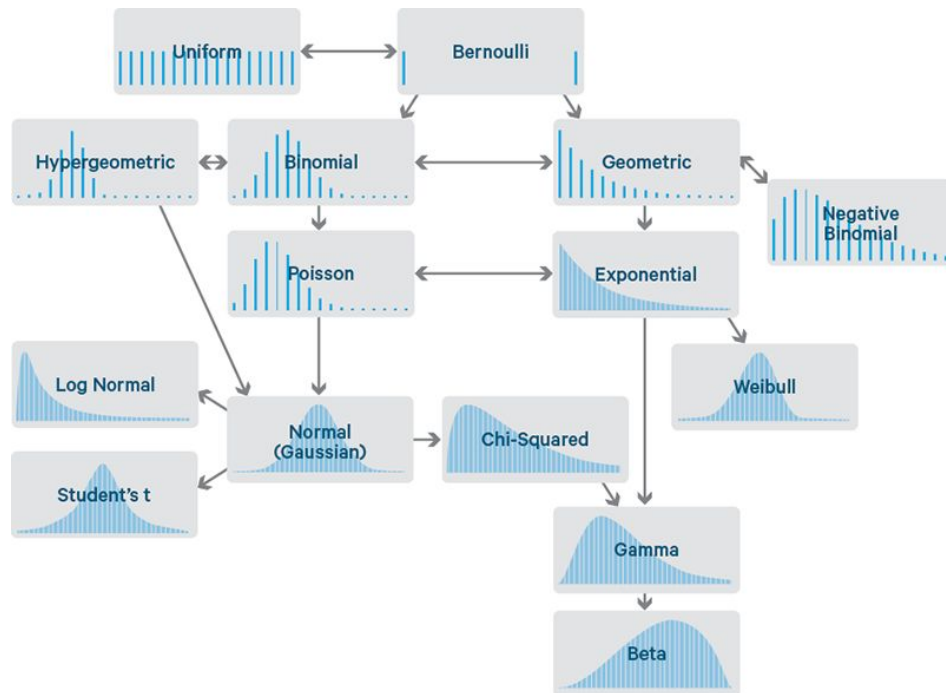 Uniform
Bernoulli
Hypergeometric
Binomial
Geometric
Negative
Binomial
Poisson
Exponential
Log Normal
Weibull
Normal
(Gaussian)
Chi-Squared
Student's t
Gamma
Beta